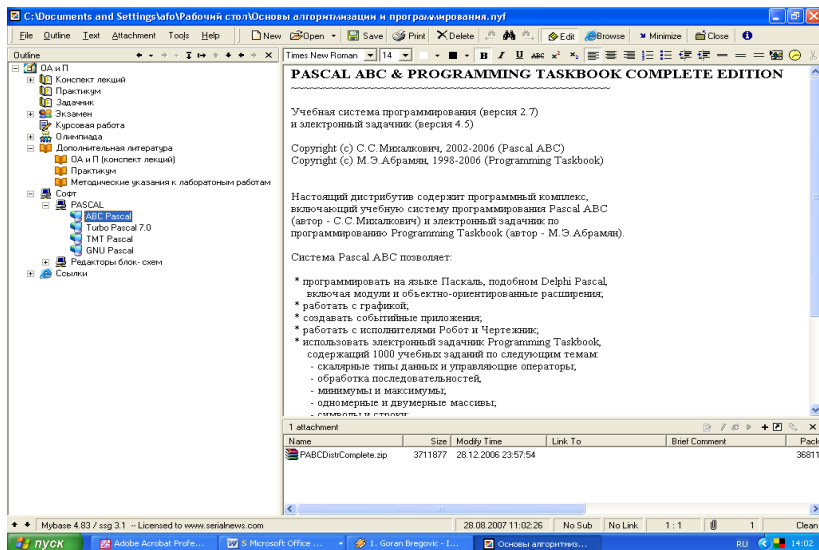 C:\Documents and Settings\afo\Рабочий стол\Основы алгоритмизации и программирования.nyf
File Outline Text Attachment Tools Help New Open Save Print Delete Edit Browse Minimize Close
Outline
Times New Roman 14 B I U ABC x² x₂
ОА и П
Конспект лекций
Практикум
Задачник
Экзамен
Курсовая работа
Олимпиада
Дополнительная литература
ОА и П (конспект лекций)
Практикум
Методические указания к лаборатоным работам
Софт
PASCAL
ABC Pascal
Turbo Pascal 7.0
TMT Pascal
GNU Pascal
Редакторы блок- схем
Ссылки
PASCAL ABC & PROGRAMMING TASKBOOK COMPLETE EDITION
~~~~~~~~~~~~~~~~~~~~~~~~~~~~~~~~~~~~~~~~~~~~~~
Учебная система программирования (версия 2.7)
и электронный задачник (версия 4.5)
Copyright (c) С.С.Михалкович, 2002-2006 (Pascal ABC)
Copyright (c) М.Э.Абрамян, 1998-2006 (Programming Taskbook)
Настоящий дистрибутив содержит программный комплекс,
включающий учебную систему программирования Pascal ABC
(автор - С.С.Михалкович) и электронный задачник по
программированию Programming Taskbook (автор - М.Э.Абрамян).
Система Pascal ABC позволяет:
* программировать на языке Паскаль, подобном Delphi Pascal,
включая модули и объектно-ориентированные расширения;
* работать с графикой;
* создавать событийные приложения;
* работать с исполнителями Робот и Чертежник;
* использовать электронный задачник Programming Taskbook,
содержащий 1000 учебных заданий по следующим темам:
- скалярные типы данных и управляющие операторы;
- обработка последовательностей;
- минимумы и максимумы;
- одномерные и двумерные массивы;
- символы и строки;
1 attachment
Name Size Modify Time Link To Brief Comment Pack
PABCDistrComplete.zip 3711877 28.12.2006 23:57:54 36811
Mybase 4.83 / ssg 3.1 -- Licensed to www.serialnews.com 28.08.2007 11:02:26 No Sub No Link 1 : 1 1 Clean
пуск Adobe Acrobat Profe... 5 Microsoft Office ... 1. Goran Bregovic - I... Основы алгоритмиз... RU 14:02